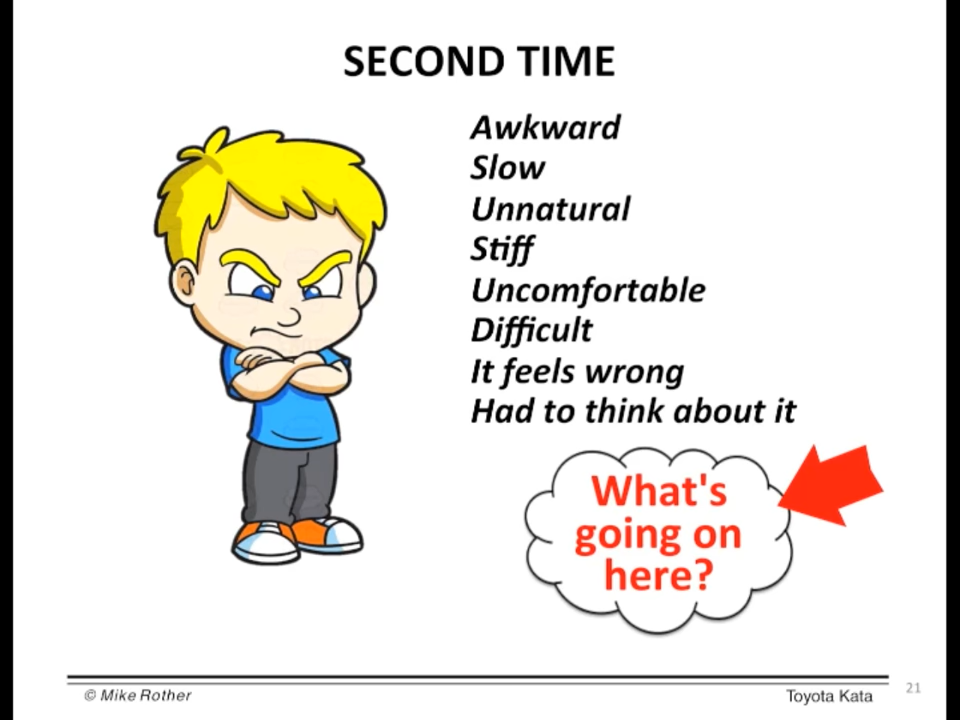 SECOND TIME
Awkward
Slow
Unnatural
Stiff
Uncomfortable
Difficult
It feels wrong
Had to think about it
What's
going on
here?
© Mike Rother
Toyota Kata
21